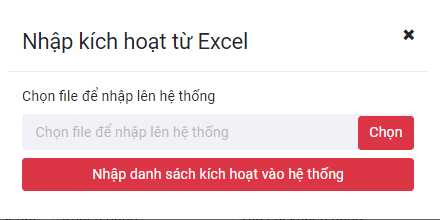 Nhập kích hoạt từ Excel
Chọn file để nhập lên hệ thống
Chọn file để nhập lên hệ thống Chọn
Nhập danh sách kích hoạt vào hệ thống